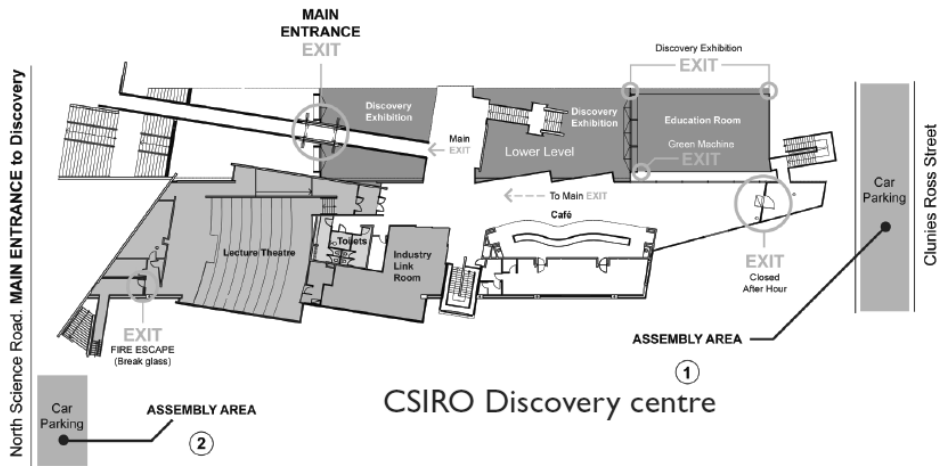 MAIN
ENTRANCE
EXIT
Discovery Exhibition
EXIT
North Science Road. MAIN ENTRANCE to Discovery
Discovery
Exhibition
Main
EXIT
Discovery
Exhibition
Lower Level
Education Room
Green Machine
EXIT
Car
Parking
Clunies Ross Street
To Main EXIT
Café
Toilets
Lecture Theatre
Industry
Link
Room
EXIT
Closed
After Hour
EXIT
FIRE ESCAPE
(Break glass)
ASSEMBLY AREA
1
CSIRO Discovery centre
Car
Parking
ASSEMBLY AREA
2